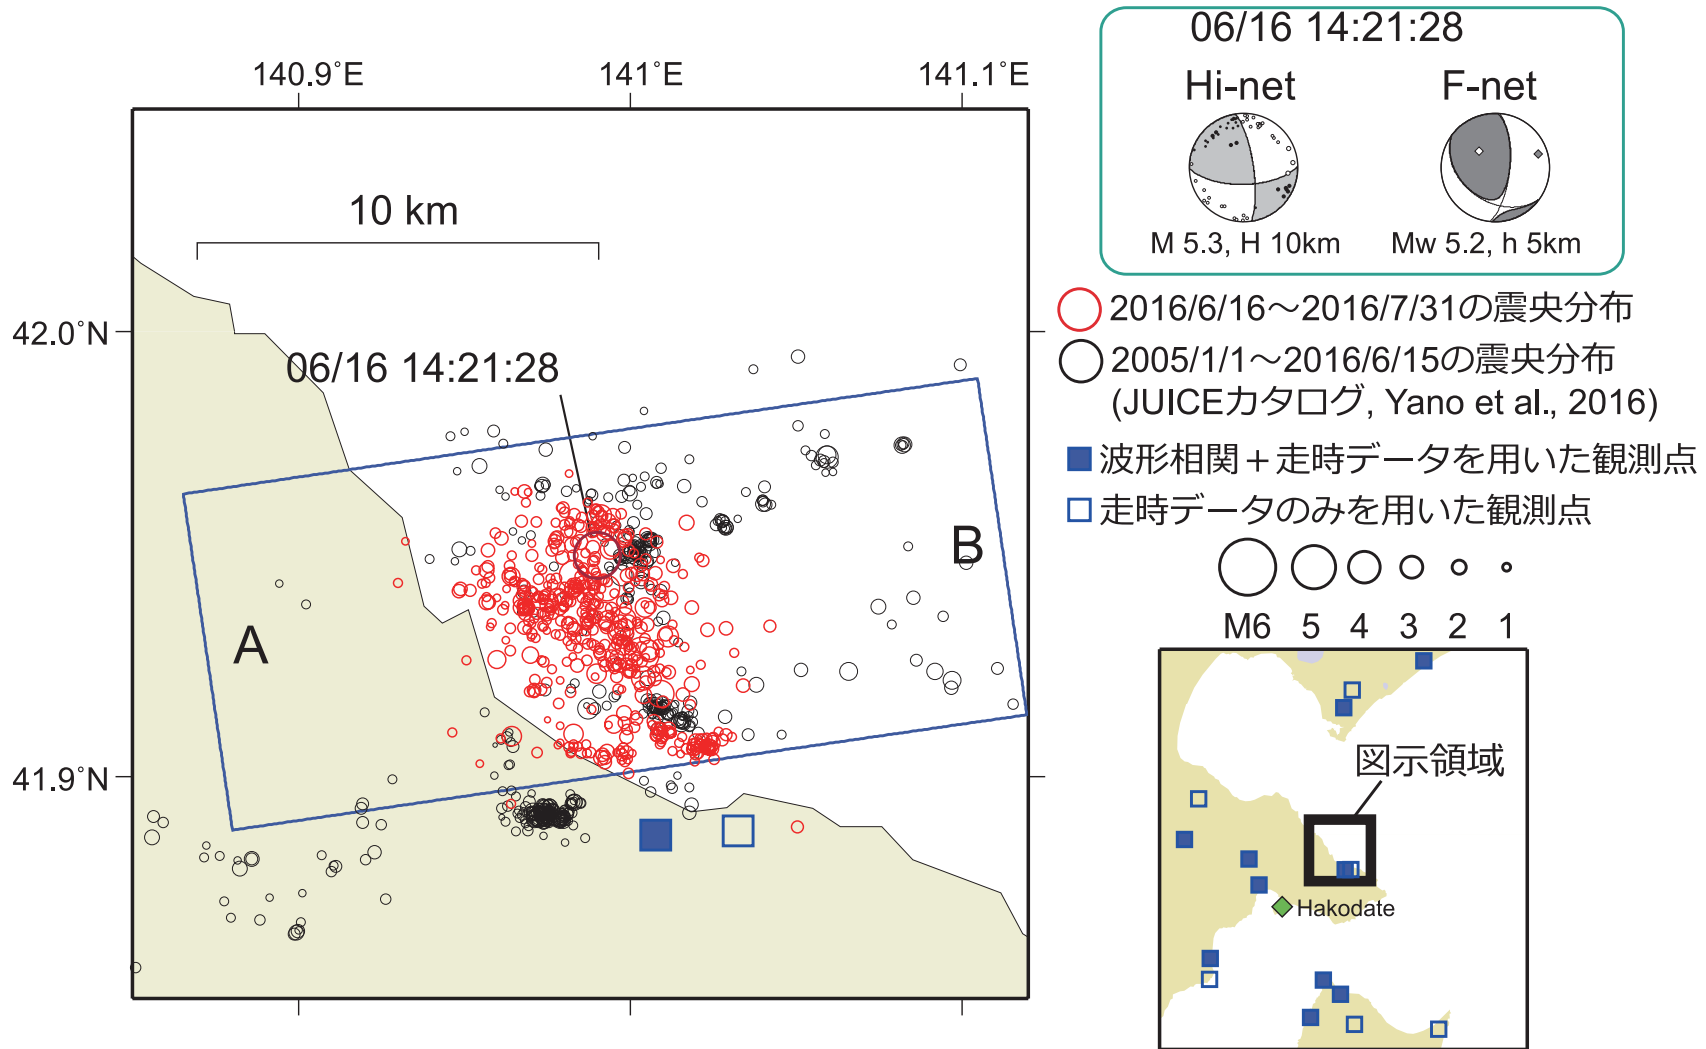 140.9°E 141°E 141.1°E
10 km
42.0°N
06/16 14:21:28
A
B
41.9°N
06/16 14:21:28
Hi-net F-net
M 5.3, H 10km Mw 5.2, h 5km
2016/6/16～2016/7/31の震央分布
2005/1/1～2016/6/15の震央分布
(JUICEカタログ, Yano et al., 2016)
波形相関＋走時データを用いた観測点
走時データのみを用いた観測点
M6 5 4 3 2 1
図示領域
Hakodate